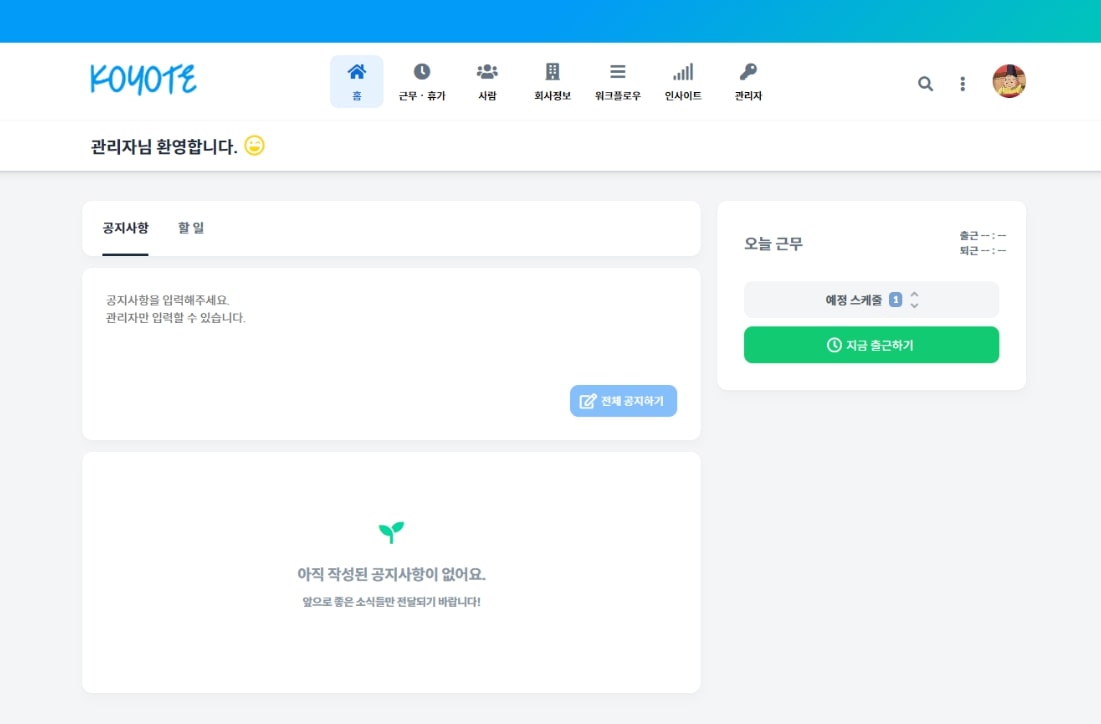 KOYOTE
홈
근무 · 휴가
사람
회사정보
워크플로우
인사이트
관리자
관리자님 환영합니다.
공지사항
할 일
공지사항을 입력해주세요.
관리자만 입력할 수 있습니다.
전체 공지하기
아직 작성된 공지사항이 없어요.
앞으로 좋은 소식들만 전달되기 바랍니다!
오늘 근무
출근 -- : --
퇴근 -- : --
예정 스케줄 1
지금 출근하기